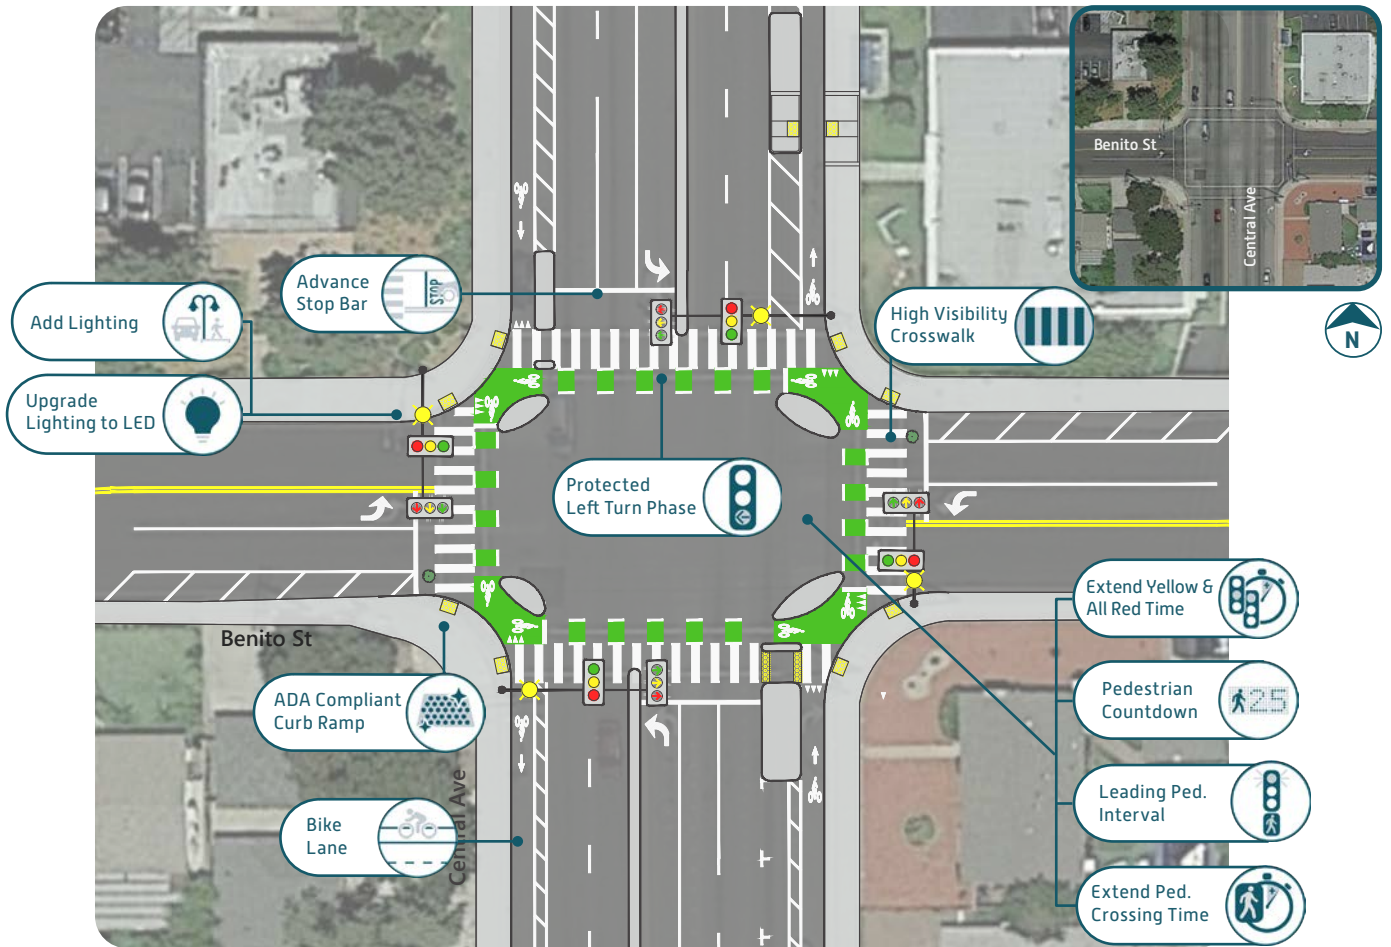 Benito St
Central Ave
N
Advance
Stop Bar
STOP
Add Lighting
Upgrade
Lighting to LED
High Visibility
Crosswalk
Protected
Left Turn Phase
Extend Yellow &
All Red Time
Benito St
Pedestrian
Countdown
25
ADA Compliant
Curb Ramp
Leading Ped.
Interval
Bike
Lane
Central Ave
Extend Ped.
Crossing Time